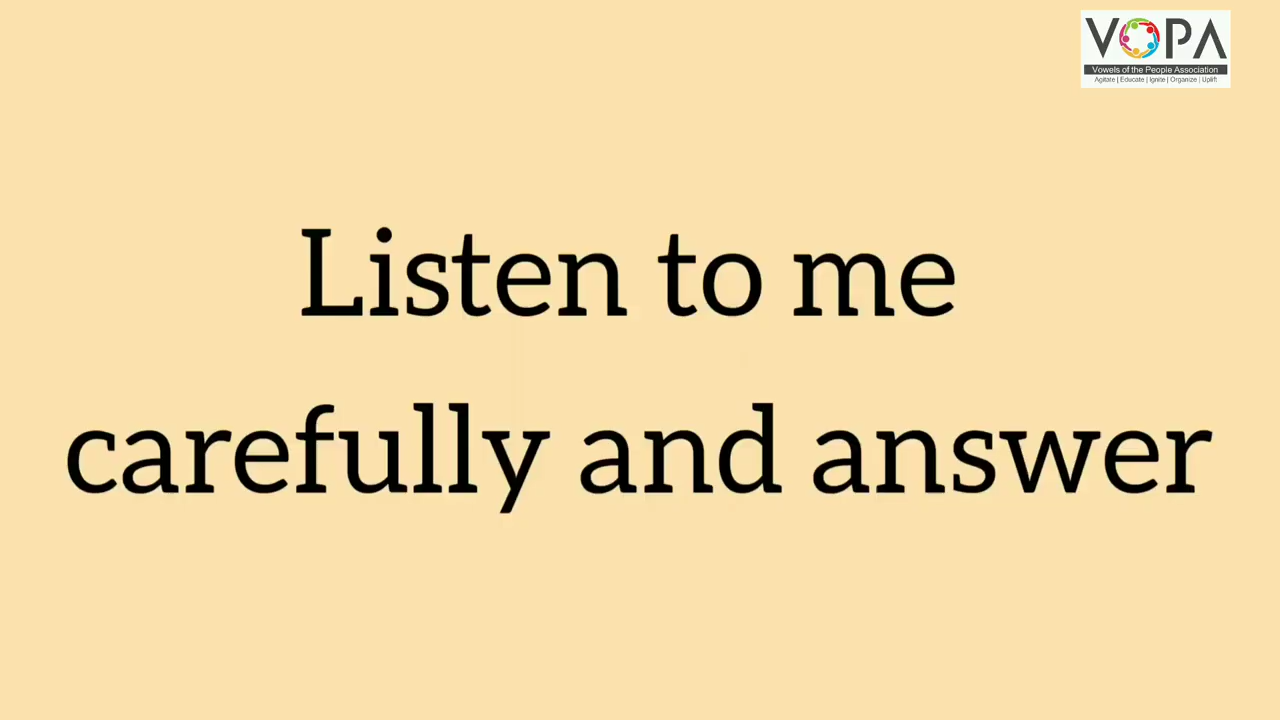 VOPA
Vowels of the People Association
Agitate | Educate | Ignite | Organize | Uplift
Listen to me
carefully and answer